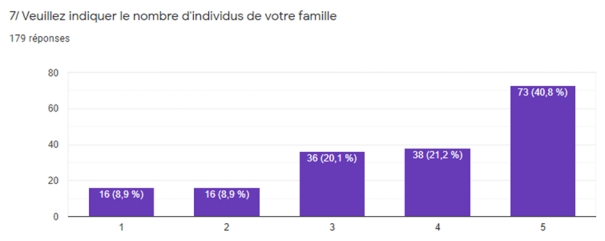 7/ Veuillez indiquer le nombre d'individus de votre famille
179 réponses
80
60
40
20
0
16 (8,9 %)
16 (8,9 %)
36 (20,1 %)
38 (21,2 %)
73 (40,8 %)
1
2
3
4
5